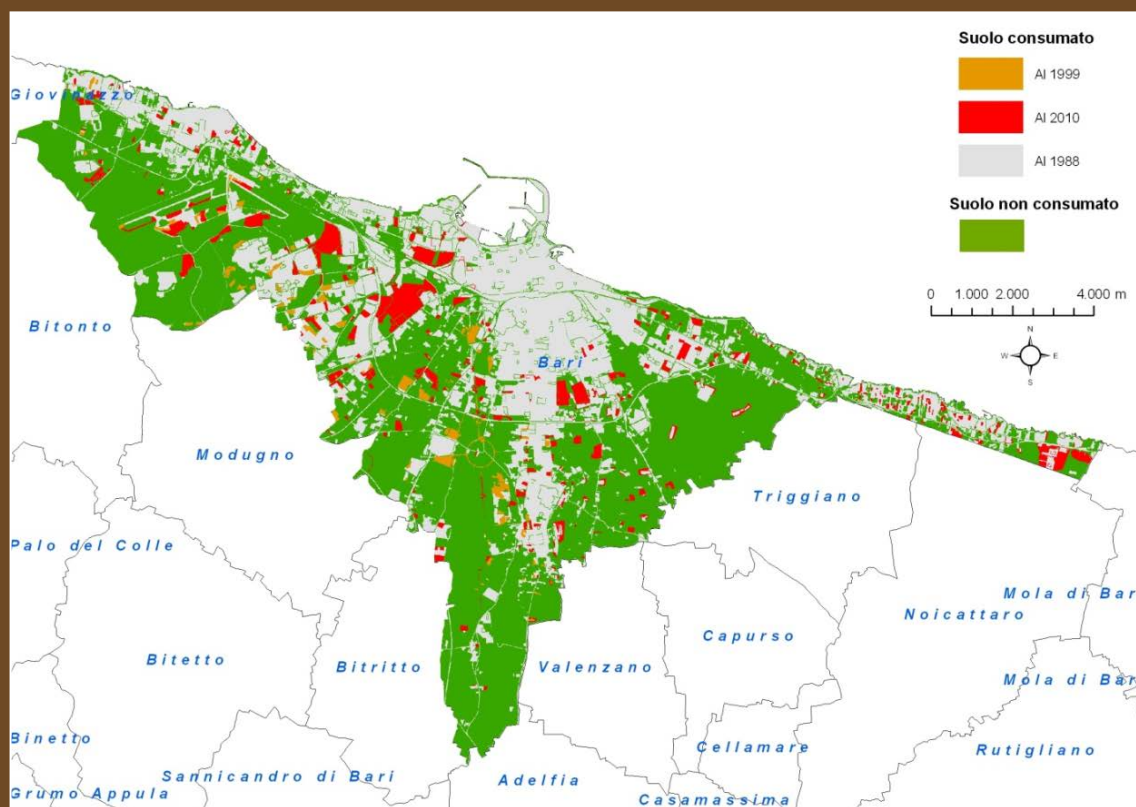 Suolo consumato
Al 1999
Al 2010
Al 1988
Suolo non consumato
0 1.000 2.000 4.000 m
N
W E
S
Giovinazzo
Bitonto
Bari
Modugno
Triggiano
Palo del Colle
Mola di Bar
Noicattaro
Capurso
Bitetto
Bitritto
Valenzano
Mola di Bar
Binetto
Cellamare
Rutigliano
Sannicandro di Bari
Adelfia
Grumo Appula
Casamassima